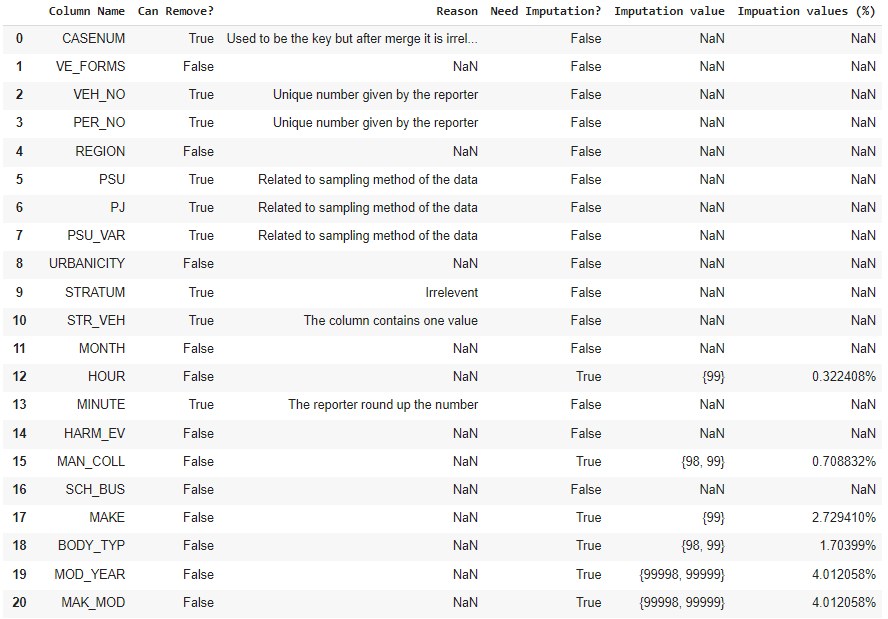 Column Name Can Remove? Reason Need Imputation? Imputation value Impuation values (%)
0 CASENUM True Used to be the key but after merge it is irrel... False NaN NaN
1 VE_FORMS False NaN False NaN NaN
2 VEH_NO True Unique number given by the reporter False NaN NaN
3 PER_NO True Unique number given by the reporter False NaN NaN
4 REGION False NaN False NaN NaN
5 PSU True Related to sampling method of the data False NaN NaN
6 PJ True Related to sampling method of the data False NaN NaN
7 PSU_VAR True Related to sampling method of the data False NaN NaN
8 URBANICITY False NaN False NaN NaN
9 STRATUM True Irrelevent False NaN NaN
10 STR_VEH True The column contains one value False NaN NaN
11 MONTH False NaN False NaN NaN
12 HOUR False NaN True {99} 0.322408%
13 MINUTE True The reporter round up the number False NaN NaN
14 HARM_EV False NaN False NaN NaN
15 MAN_COLL False NaN True {98, 99} 0.708832%
16 SCH_BUS False NaN False NaN NaN
17 MAKE False NaN True {99} 2.729410%
18 BODY_TYP False NaN True {98, 99} 1.70399%
19 MOD_YEAR False NaN True {99998, 99999} 4.012058%
20 MAK_MOD False NaN True {99998, 99999} 4.012058%